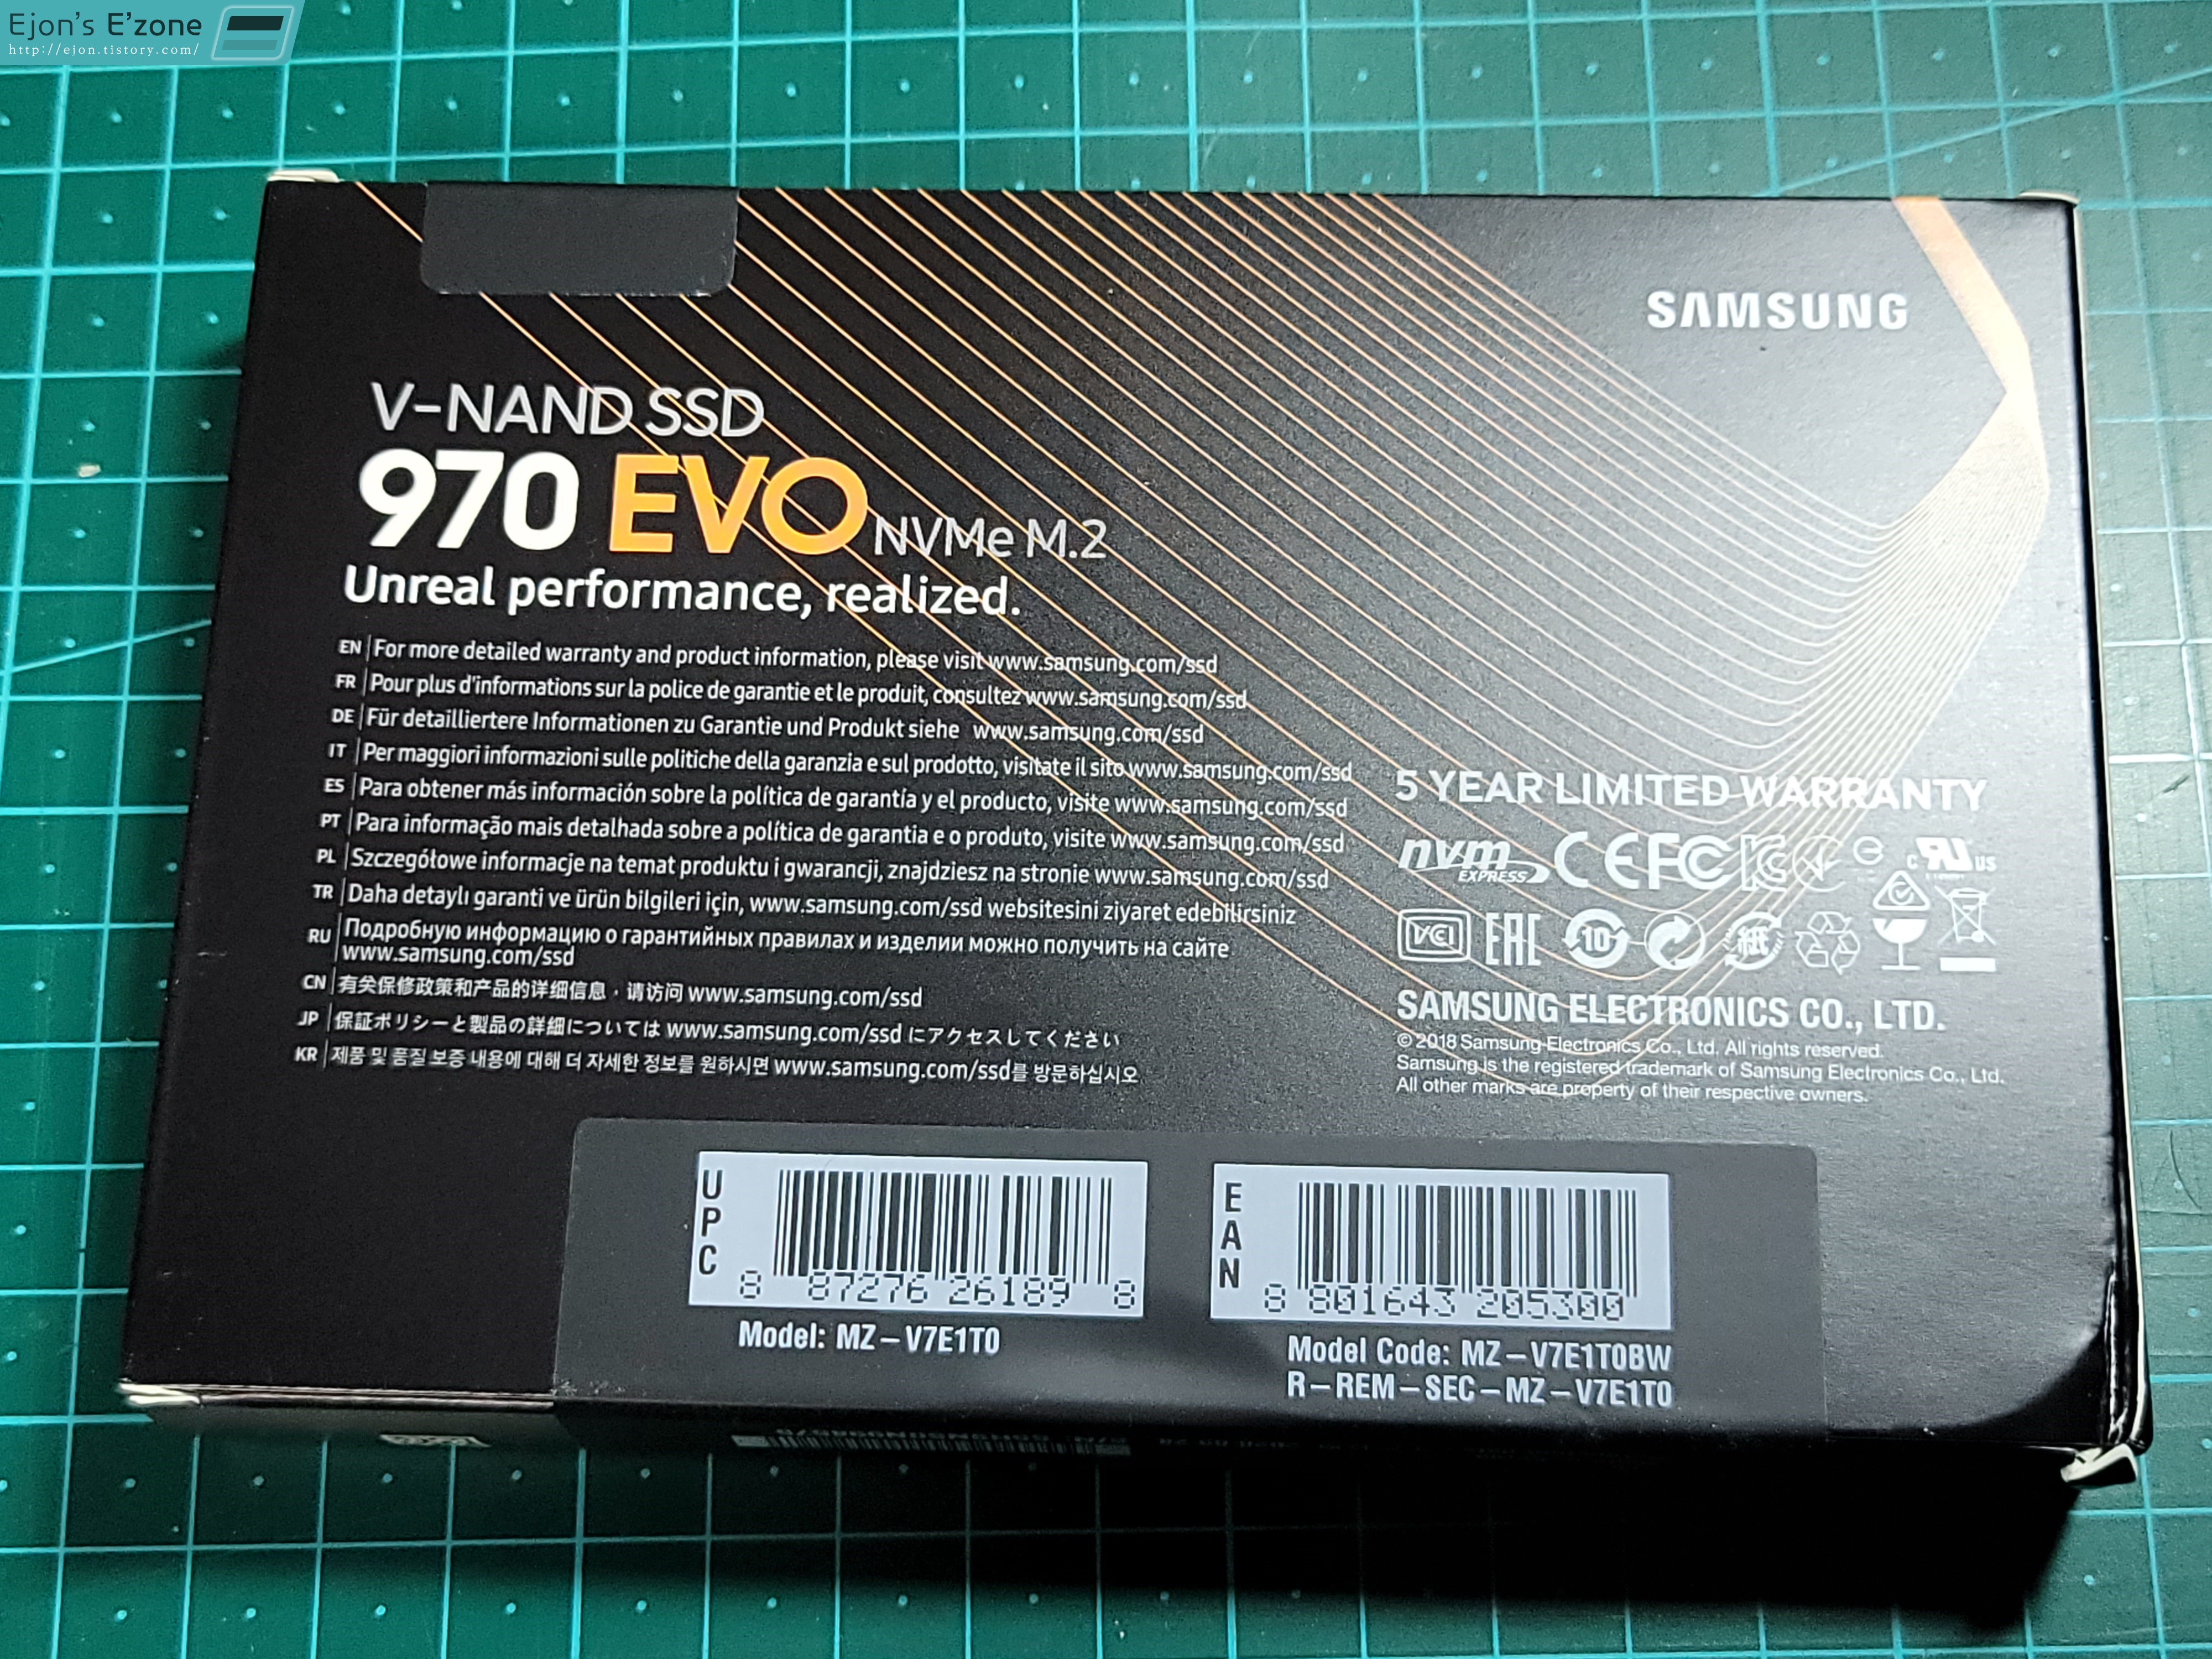 Ejon's E'zone
http://ejon.tistory.com/
SAMSUNG
V-NAND SSD
970 EVO NVMe M.2
Unreal performance, realized.
EN For more detailed warranty and product information, please visit www.samsung.com/ssd
FR Pour plus d'informations sur la police de garantie et le produit, consultez www.samsung.com/ssd
DE Für detailliertere Informationen zu Garantie und Produkt siehe www.samsung.com/ssd
IT Per maggiori informazioni sulle politiche della garanzia e sul prodotto, visitate il sito www.samsung.com/ssd
ES Para obtener más información sobre la política de garantía y el producto, visite www.samsung.com/ssd
PT Para informação mais detalhada sobre a política de garantia e o produto, visite www.samsung.com/ssd
PL Szczegółowe informacje na temat produktu i gwarancji, znajdziesz na stronie www.samsung.com/ssd
TR Daha detaylı garanti ve ürün bilgileri için, www.samsung.com/ssd websitesini ziyaret edebilirsiniz
RU Подробную информацию о гарантийных правилах и изделии можно получить на сайте
www.samsung.com/ssd
CN 有关保修政策和产品的详细信息，请访问 www.samsung.com/ssd
JP 保証ポリシーと製品の詳細については www.samsung.com/ssd にアクセスしてください
KR 제품 및 품질 보증 내용에 대해 더 자세한 정보를 원하시면 www.samsung.com/ssd를 방문하십시오
5 YEAR LIMITED WARRANTY
nvm EXPRESS CE FC c RU US
VCI EAC 10 紙
SAMSUNG ELECTRONICS CO., LTD.
© 2018 Samsung Electronics Co., Ltd. All rights reserved.
Samsung is the registered trademark of Samsung Electronics Co., Ltd.
All other marks are property of their respective owners.
UPC
8 87276 26189 8
Model: MZ-V7E1T0
EAN
8 801643 205300
Model Code: MZ-V7E1T0BW
R-REM-SEC-MZ-V7E1T0